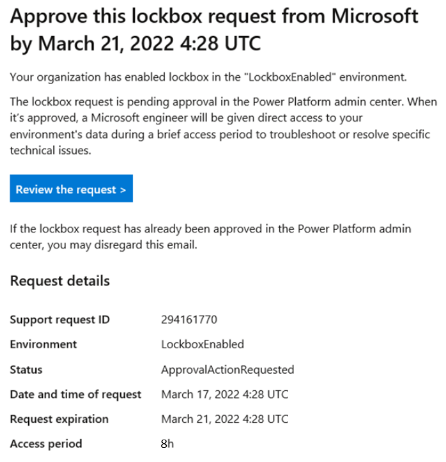 Approve this lockbox request from Microsoft
by March 21, 2022 4:28 UTC
Your organization has enabled lockbox in the "LockboxEnabled" environment.
The lockbox request is pending approval in the Power Platform admin center. When
it's approved, a Microsoft engineer will be given direct access to your
environment's data during a brief access period to troubleshoot or resolve specific
technical issues.
Review the request >
If the lockbox request has already been approved in the Power Platform admin
center, you may disregard this email.
Request details
Support request ID 294161770
Environment LockboxEnabled
Status ApprovalActionRequested
Date and time of request March 17, 2022 4:28 UTC
Request expiration March 21, 2022 4:28 UTC
Access period 8h